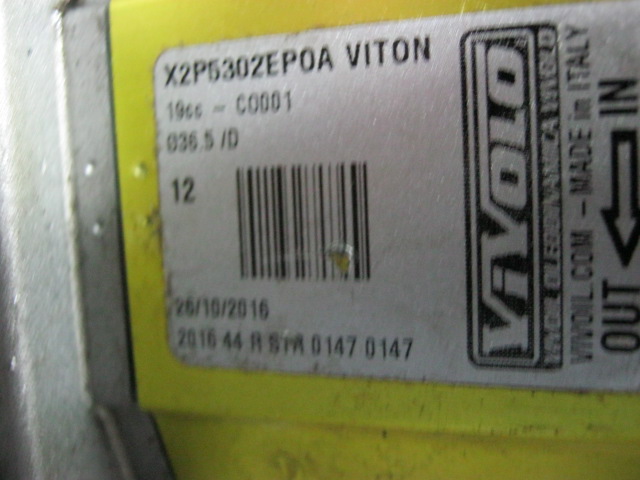 X2P5302EPOA VITON
19cc - C0001
Ø36.5 /D
12
26/10/2016
2016 44 R STR 0147 0147
VIVOLO
VIVOIL.COM - MADE in ITALY
OUT IN